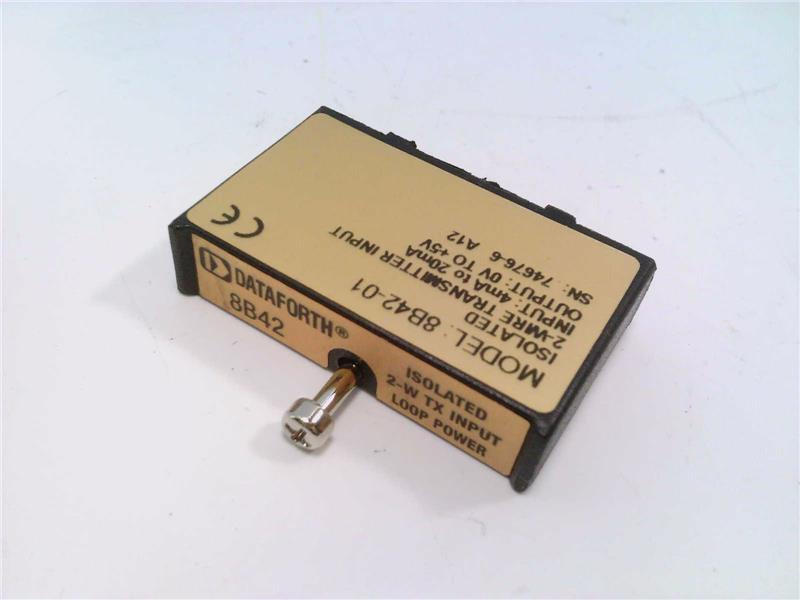 MODEL: 8B42-01
ISOLATED
2-WIRE TRANSMITTER INPUT
INPUT: 4mA to 20mA
OUTPUT: 0V TO +5V
SN: 74676-6 A12
CE
DATAFORTH®
8B42
ISOLATED
2-W TX INPUT
LOOP POWER